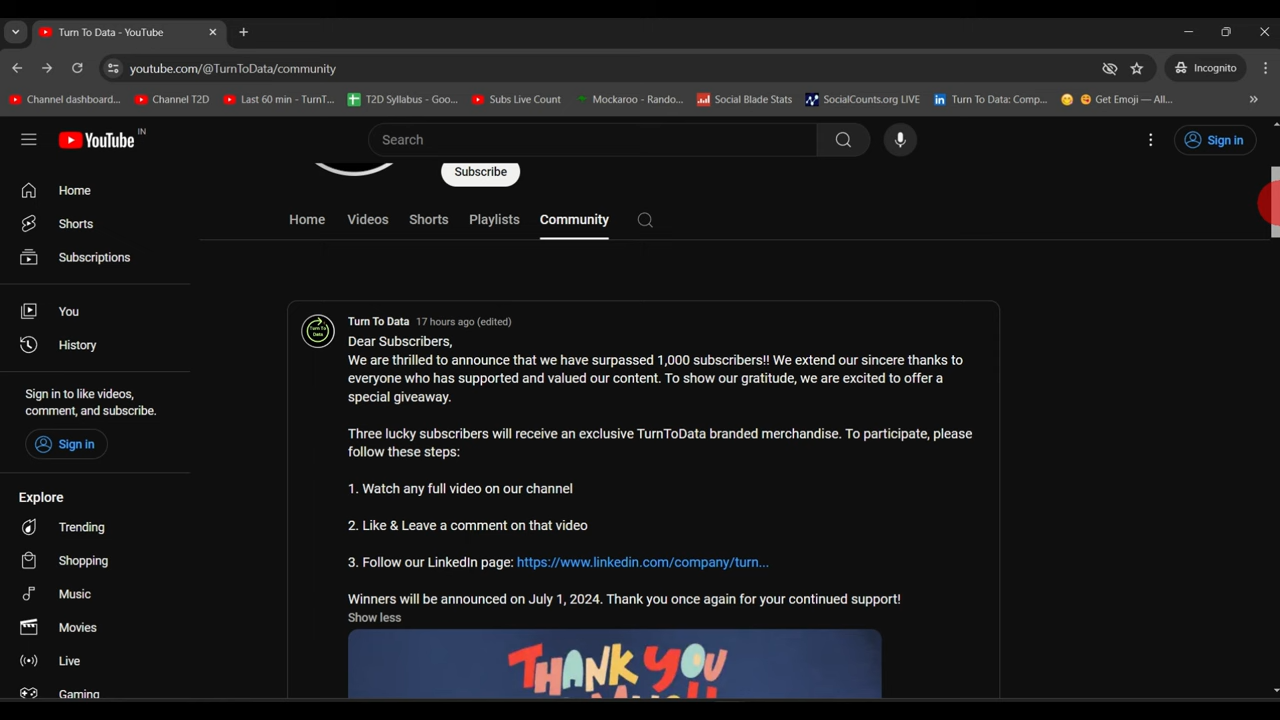 Turn To Data - YouTube
youtube.com/@TurnToData/community
Incognito
Channel dashboard...
Channel T2D
Last 60 min - TurnT...
T2D Syllabus - Goo...
Subs Live Count
Mockaroo - Rando...
Social Blade Stats
SocialCounts.org LIVE
Turn To Data: Comp...
Get Emoji — All...
YouTube IN
Search
Sign in
Subscribe
Home
Videos
Shorts
Playlists
Community
Home
Shorts
Subscriptions
You
History
Sign in to like videos,
comment, and subscribe.
Sign in
Explore
Trending
Shopping
Music
Movies
Live
Gaming
Turn To Data 17 hours ago (edited)
Dear Subscribers,
We are thrilled to announce that we have surpassed 1,000 subscribers!! We extend our sincere thanks to
everyone who has supported and valued our content. To show our gratitude, we are excited to offer a
special giveaway.
Three lucky subscribers will receive an exclusive TurnToData branded merchandise. To participate, please
follow these steps:
1. Watch any full video on our channel
2. Like & Leave a comment on that video
3. Follow our LinkedIn page: https://www.linkedin.com/company/turn...
Winners will be announced on July 1, 2024. Thank you once again for your continued support!
Show less
THANK YOU